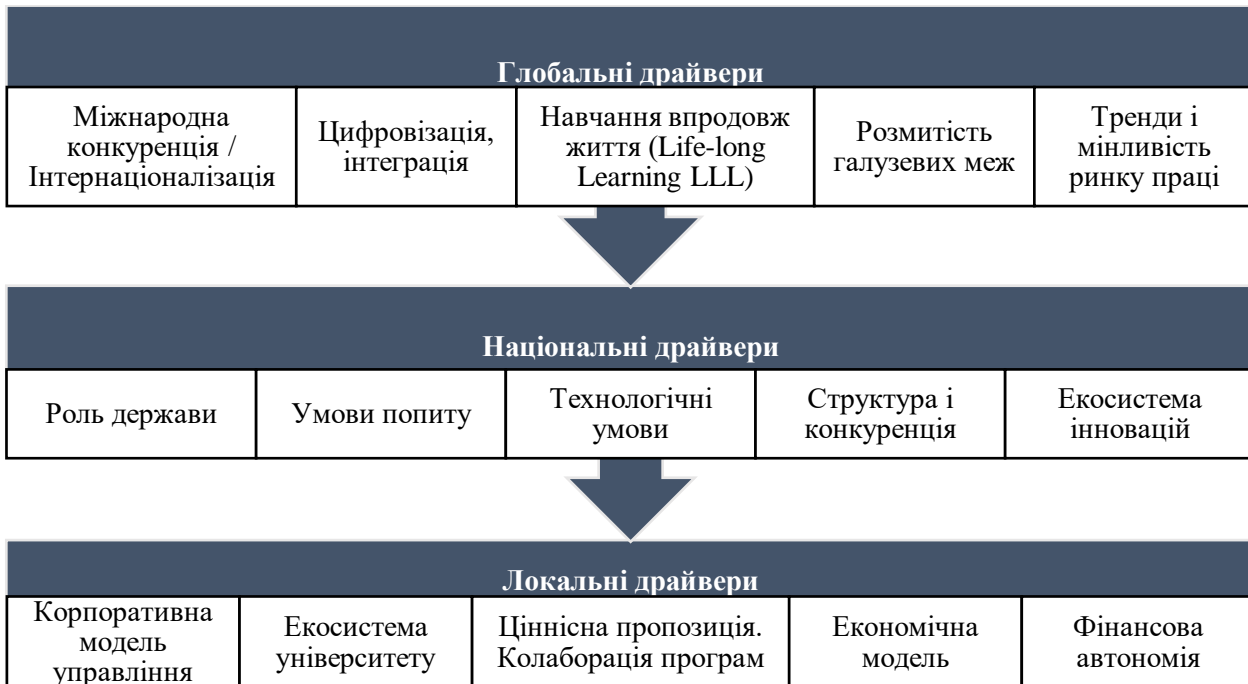 Глобальні драйвери
Міжнародна
конкуренція /
Інтернаціоналізація
Цифровізація,
інтеграція
Навчання впродовж
життя (Life-long
Learning LLL)
Розмитість
галузевих меж
Тренди і
мінливість
ринку праці
Національні драйвери
Роль держави
Умови попиту
Технологічні
умови
Структура і
конкуренція
Екосистема
інновацій
Локальні драйвери
Корпоративна
модель
управління
Екосистема
університету
Ціннісна пропозиція.
Колаборація програм
Економічна
модель
Фінансова
автономія